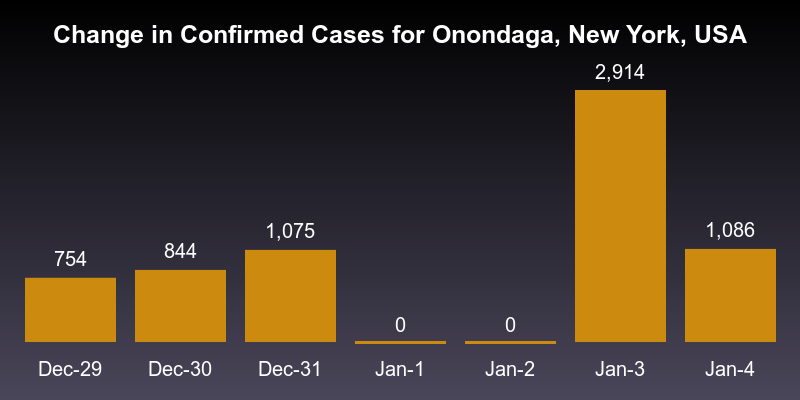 Change in Confirmed Cases for Onondaga, New York, USA
2,914
1,075
1,086
844
754
0
0
Dec-29
Dec-30
Dec-31
Jan-1
Jan-2
Jan-3
Jan-4